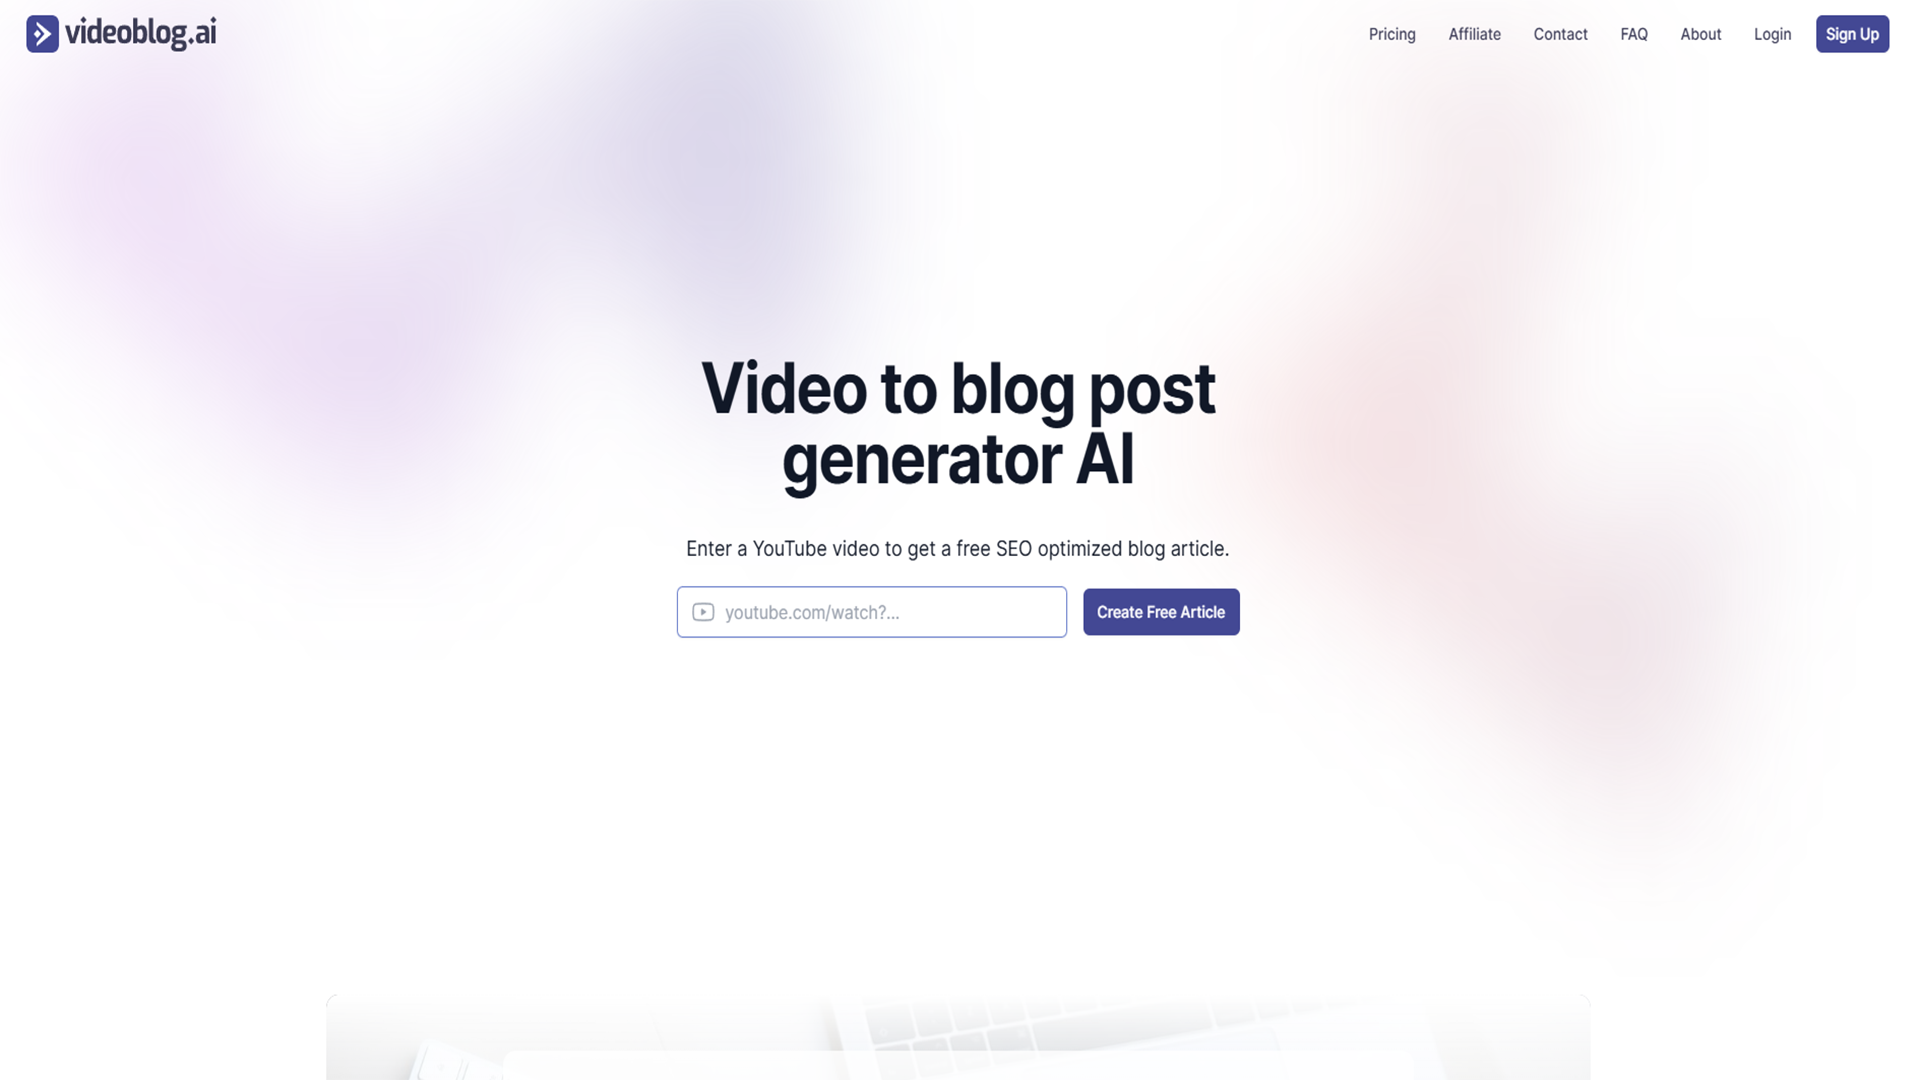 videoblog.ai
Pricing Affiliate Contact FAQ About Login Sign Up
Video to blog post
generator AI
Enter a YouTube video to get a free SEO optimized blog article.
youtube.com/watch?...
Create Free Article